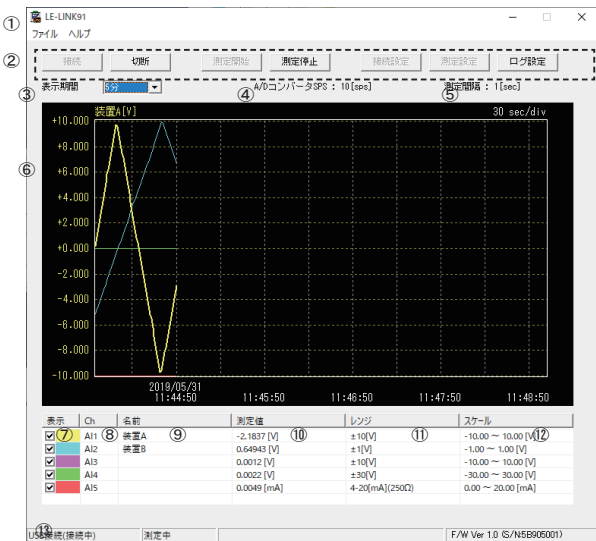 LE-LINK91
①
ファイル ヘルプ
②
接続 切断 測定開始 測定停止 接続設定 測定設定 ログ設定
③ 表示期間 5分 ④ A/DコンバータSPS : 10[sps] ⑤ 測定間隔 : 1[sec]
装置A[V] 30 sec/div
+10.000
+8.000
⑥ +6.000
+4.000
+2.000
+0.000
-2.000
-4.000
-6.000
-8.000
-10.000
2019/05/31
11:44:50 11:45:50 11:46:50 11:47:50 11:48:50
表示 Ch 名前 測定値 レンジ スケール
⑦ AI1 ⑧ 装置A ⑨ -2.1837 [V] ⑩ ±10[V] ⑪ -10.00 ~ 10.00 [V] ⑫
AI2 装置B 0.64943 [V] ±1[V] -1.00 ~ 1.00 [V]
AI3 0.0012 [V] ±10[V] -10.00 ~ 10.00 [V]
AI4 0.0022 [V] ±30[V] -30.00 ~ 30.00 [V]
AI5 0.0049 [mA] 4-20[mA](250Ω) 0.00 ~ 20.00 [mA]
⑬
USB接続(接続中) 測定中 F/W Ver 1.0 (S/N:5B905001)